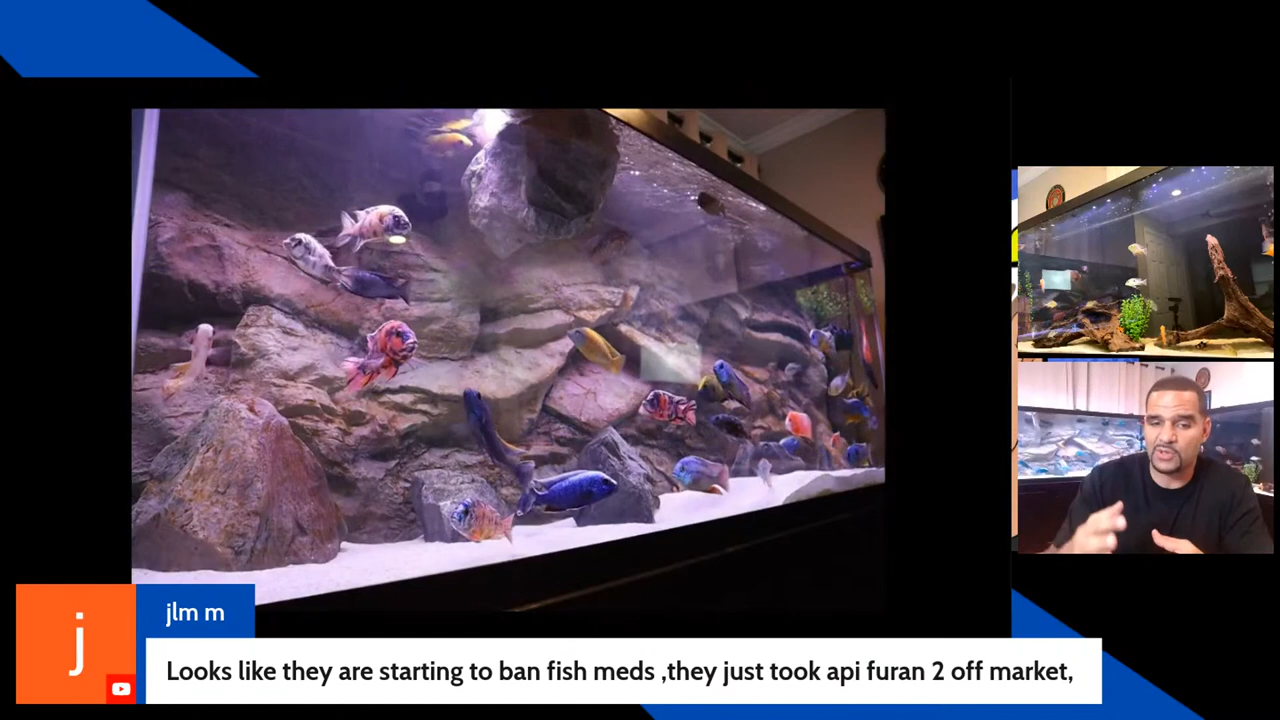 j
jlm m
Looks like they are starting to ban fish meds ,they just took api furan 2 off market,